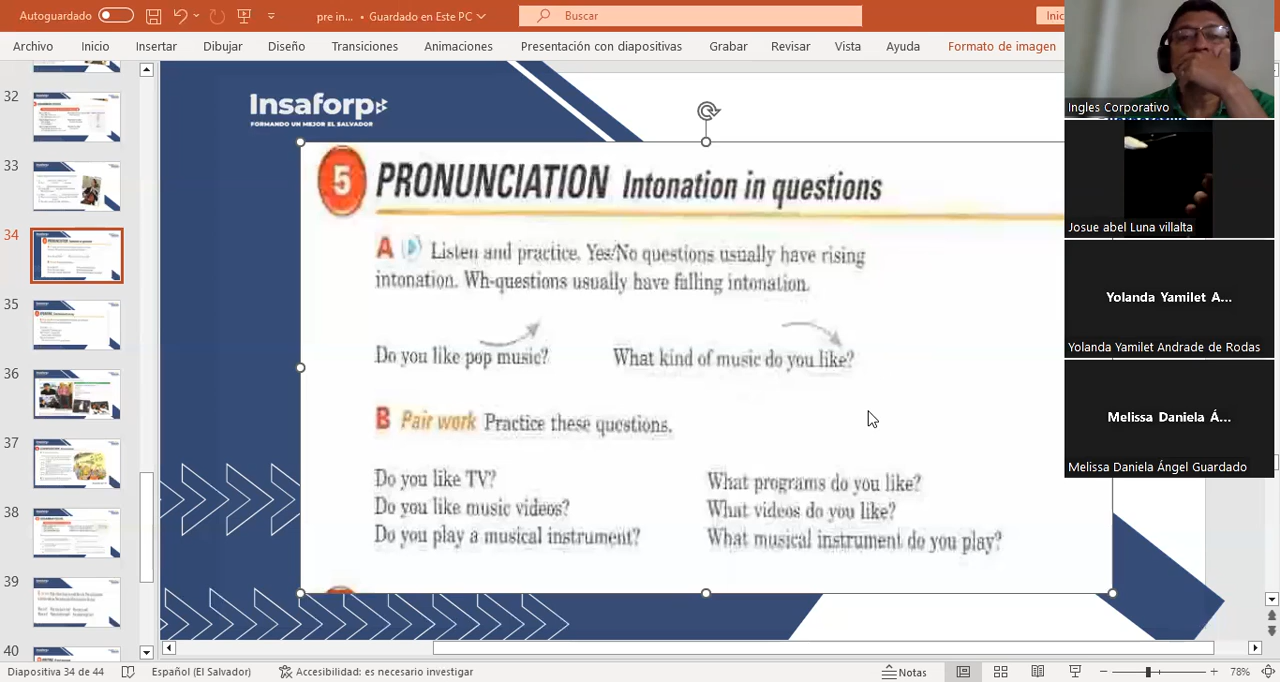 Autoguardado
pre in... • Guardado en Este PC
Buscar
Inic
Archivo Inicio Insertar Dibujar Diseño Transiciones Animaciones Presentación con diapositivas Grabar Revisar Vista Ayuda Formato de imagen
32
33
34
35
36
37
38
39
40
Insaforp
FORMANDO UN MEJOR EL SALVADOR
5 PRONUNCIATION Intonation in questions
A Listen and practice. Yes/No questions usually have rising
intonation. Wh-questions usually have falling intonation.
Do you like pop music? What kind of music do you like?
B Pair work Practice these questions.
Do you like TV? What programs do you like?
Do you like music videos? What videos do you like?
Do you play a musical instrument? What musical instrument do you play?
Ingles Corporativo
Josue abel Luna villalta
Yolanda Yamilet A...
Yolanda Yamilet Andrade de Rodas
Melissa Daniela Á...
Melissa Daniela Ángel Guardado
Diapositiva 34 de 44 Español (El Salvador) Accesibilidad: es necesario investigar Notas 78%